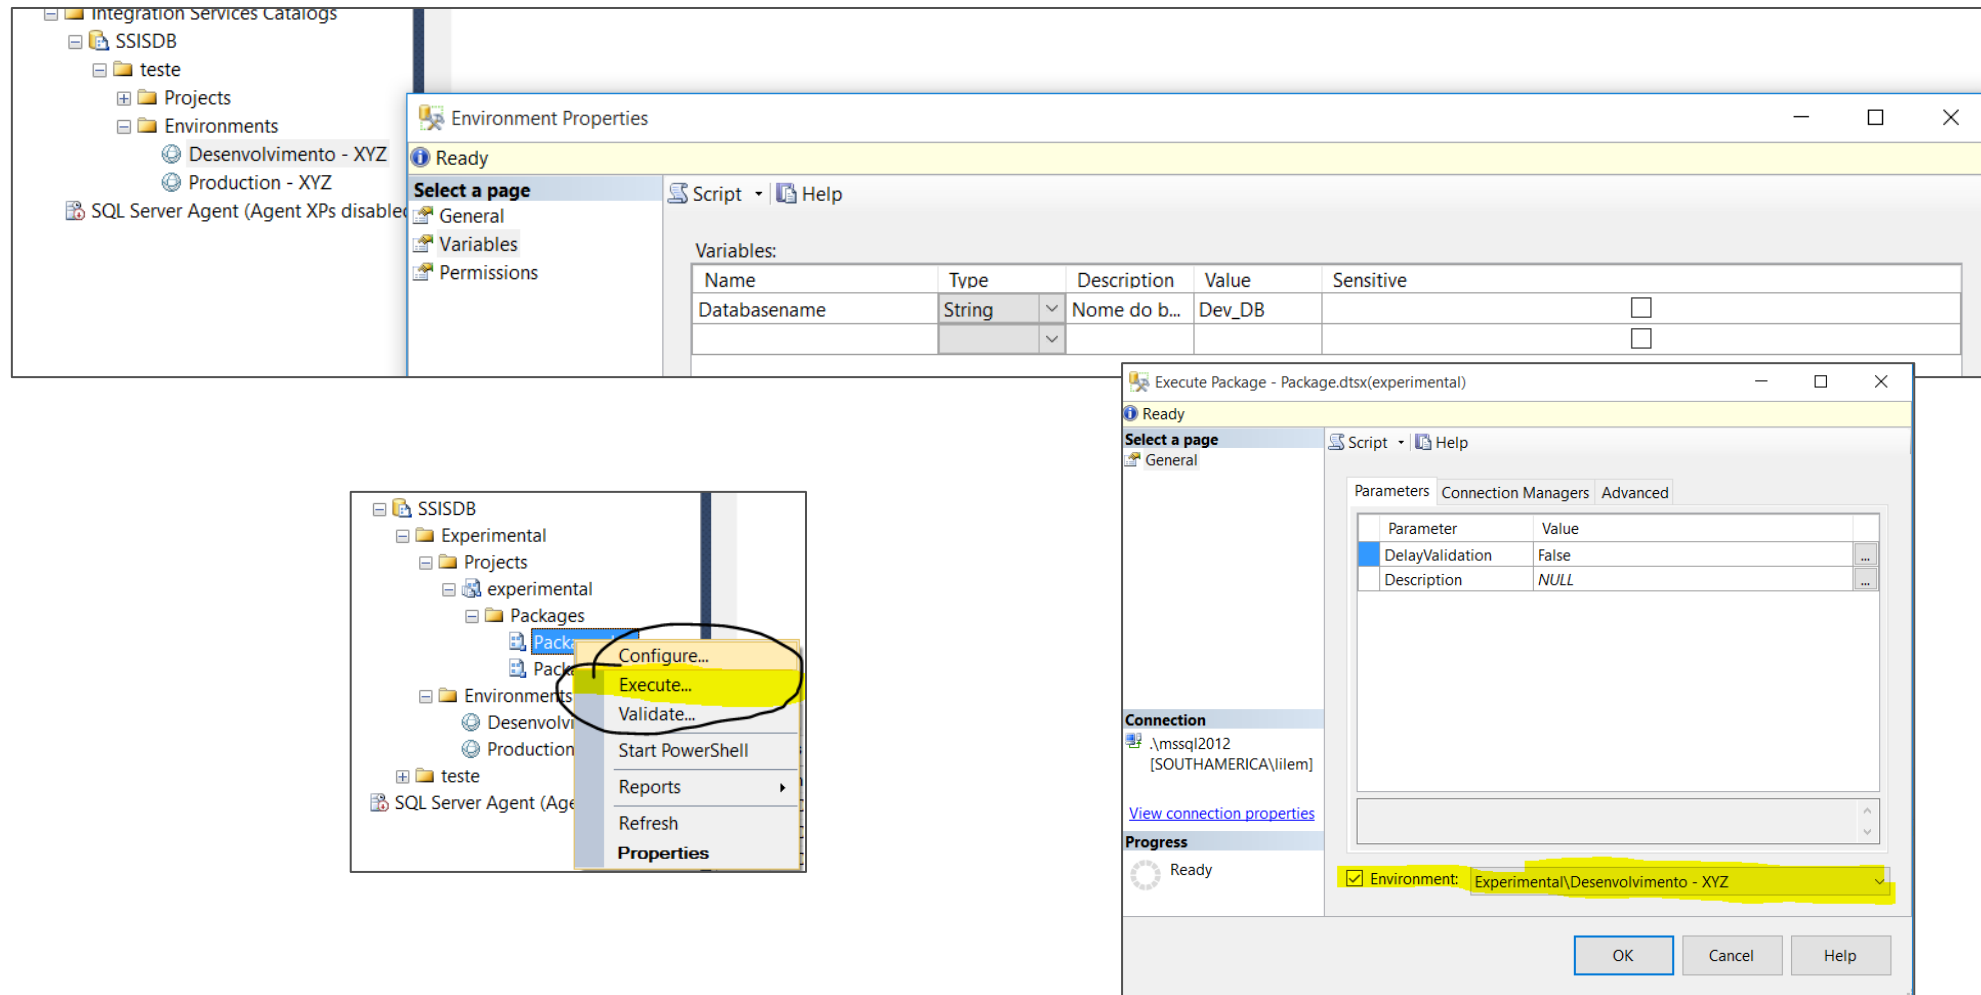 Integration Services Catalogs
SSISDB
teste
Projects
Environments
Desenvolvimento - XYZ
Production - XYZ
SQL Server Agent (Agent XPs disabled
Environment Properties
Ready
Select a page
General
Variables
Permissions
Script
Help
Variables:
Name Type Description Value Sensitive
Databasename String Nome do b... Dev_DB
SSISDB
Experimental
Projects
experimental
Packages
Environments
Production
teste
SQL Server Agent
Configure...
Execute...
Validate...
Start PowerShell
Reports
Refresh
Properties
Execute Package - Package.dtsx(experimental)
Ready
Select a page
General
Script
Help
Parameters Connection Managers Advanced
Parameter Value
DelayValidation False ...
Description NULL ...
Connection
.\mssql2012
[SOUTHAMERICA\lilem]
View connection properties
Progress
Ready
Environment: Experimental\Desenvolvimento - XYZ
OK Cancel Help